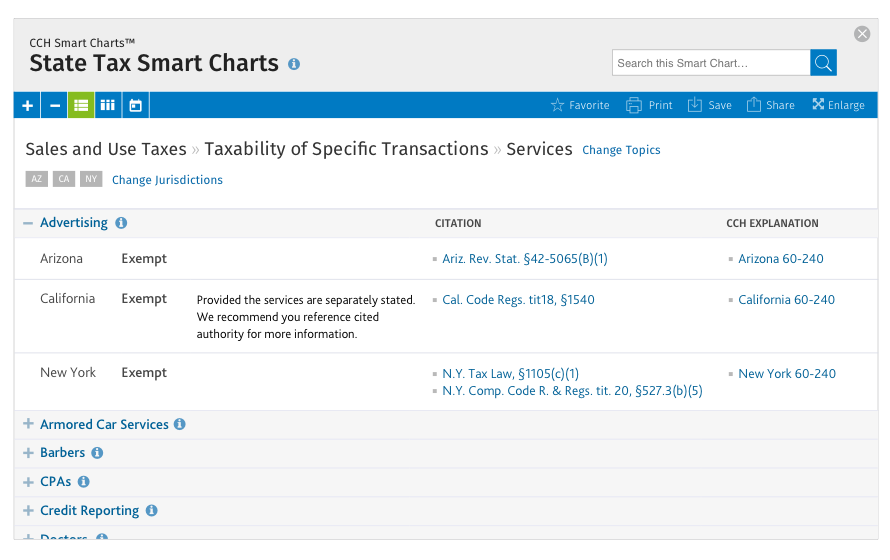 CCH Smart Charts™
State Tax Smart Charts
Search this Smart Chart...
Favorite Print Save Share Enlarge
Sales and Use Taxes » Taxability of Specific Transactions » Services Change Topics
AZ CA NY Change Jurisdictions
Advertising CITATION CCH EXPLANATION
Arizona Exempt Ariz. Rev. Stat. §42-5065(B)(1) Arizona 60-240
California Exempt Provided the services are separately stated. Cal. Code Regs. tit18, §1540 California 60-240
We recommend you reference cited
authority for more information.
New York Exempt N.Y. Tax Law, §1105(c)(1) New York 60-240
N.Y. Comp. Code R. & Regs. tit. 20, §527.3(b)(5)
Armored Car Services
Barbers
CPAs
Credit Reporting
Doctors